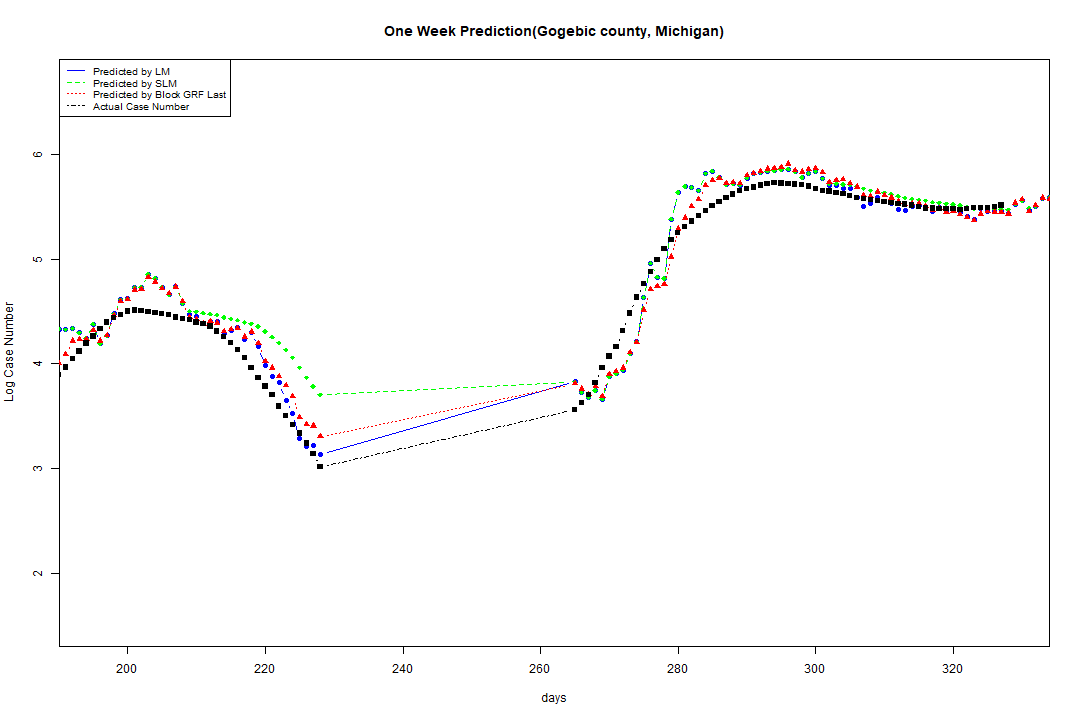 One Week Prediction(Gogebic county, Michigan)
Predicted by LM
Predicted by SLM
Predicted by Block GRF Last
Actual Case Number
6
5
4
3
2
Log Case Number
200 220 240 260 280 300 320
days